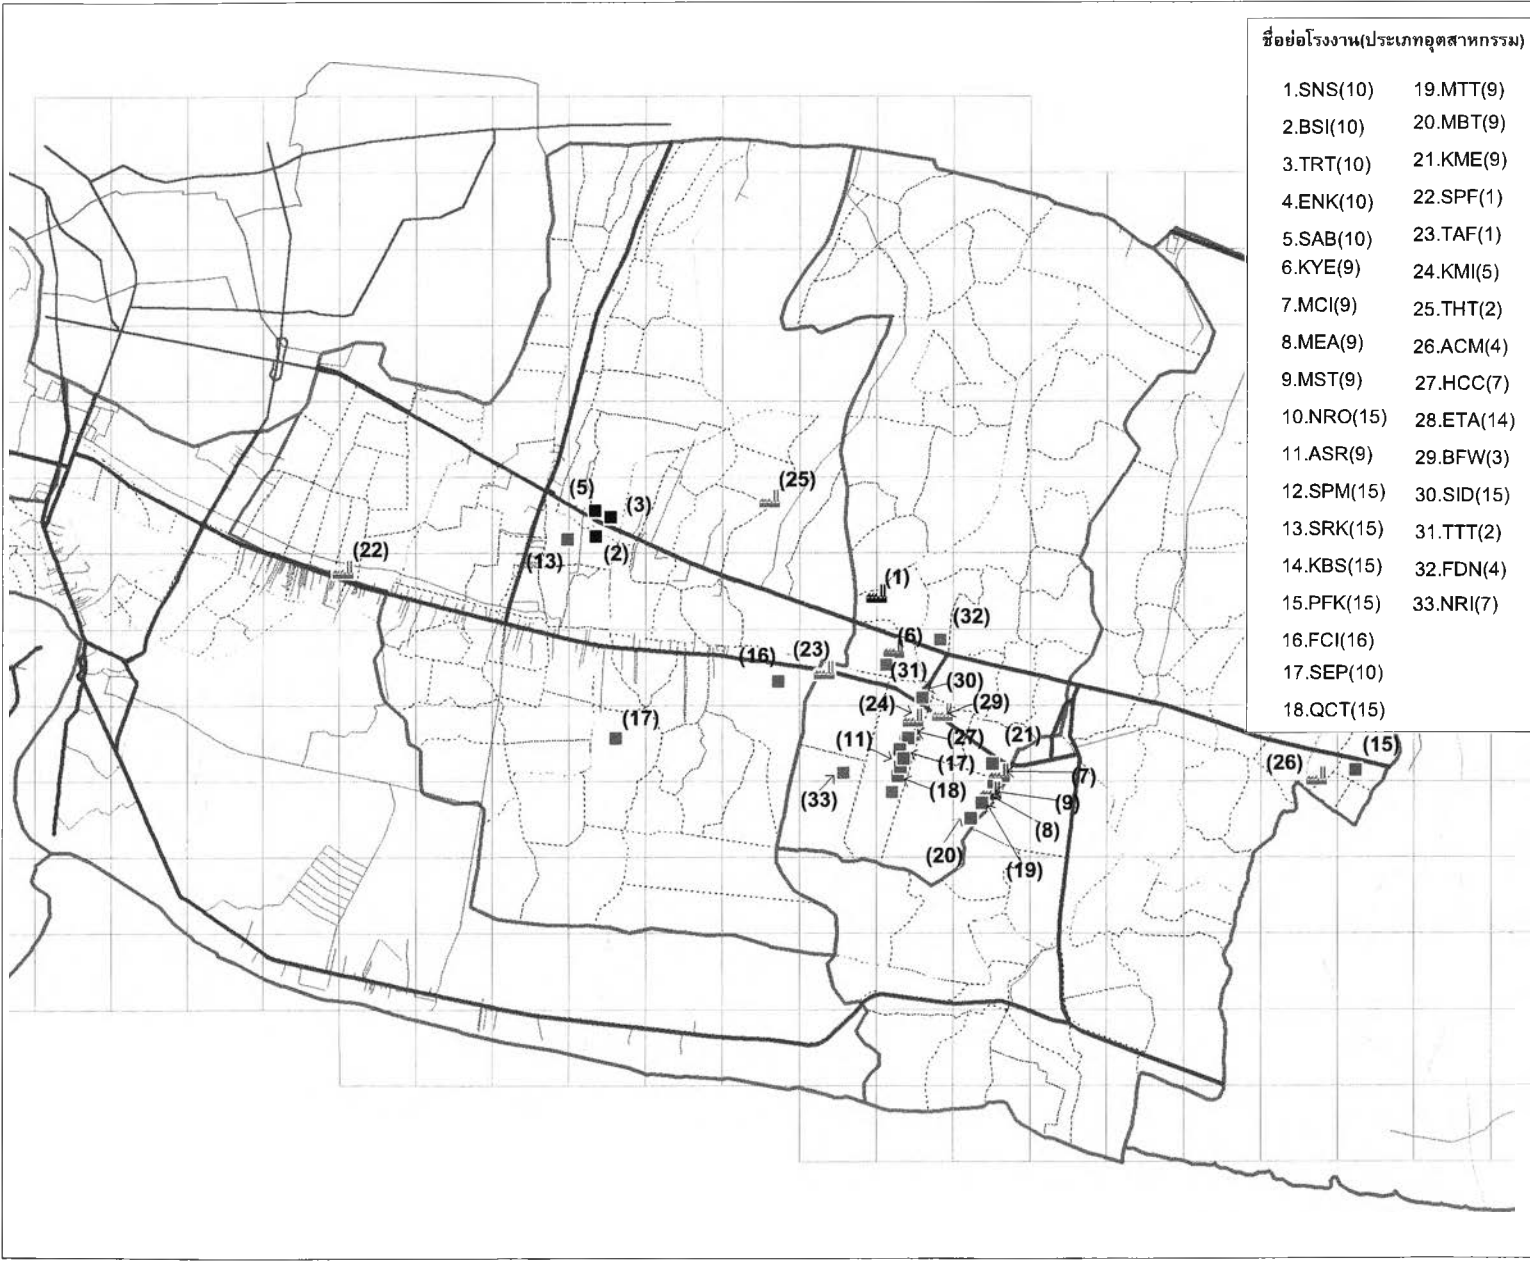 ชื่อย่อโรงงาน(ประเภทอุตสาหกรรม)
1.SNS(10)
2.BSI(10)
3.TRT(10)
4.ENK(10)
5.SAB(10)
6.KYE(9)
7.MCI(9)
8.MEA(9)
9.MST(9)
10.NRO(15)
11.ASR(9)
12.SPM(15)
13.SRK(15)
14.KBS(15)
15.PFK(15)
16.FCI(16)
17.SEP(10)
18.QCT(15)
19.MTT(9)
20.MBT(9)
21.KME(9)
22.SPF(1)
23.TAF(1)
24.KMI(5)
25.THT(2)
26.ACM(4)
27.HCC(7)
28.ETA(14)
29.BFW(3)
30.SID(15)
31.TTT(2)
32.FDN(4)
33.NRI(7)
(25)
(5)
(3)
(13)
(2)
(22)
(1)
(32)
(6)
(23)
(16)
(31)
(30)
(24)
(29)
(17)
(27)
(21)
(11)
(17)
(15)
(26)
(7)
(33)
(18)
(9)
(8)
(20)
(19)